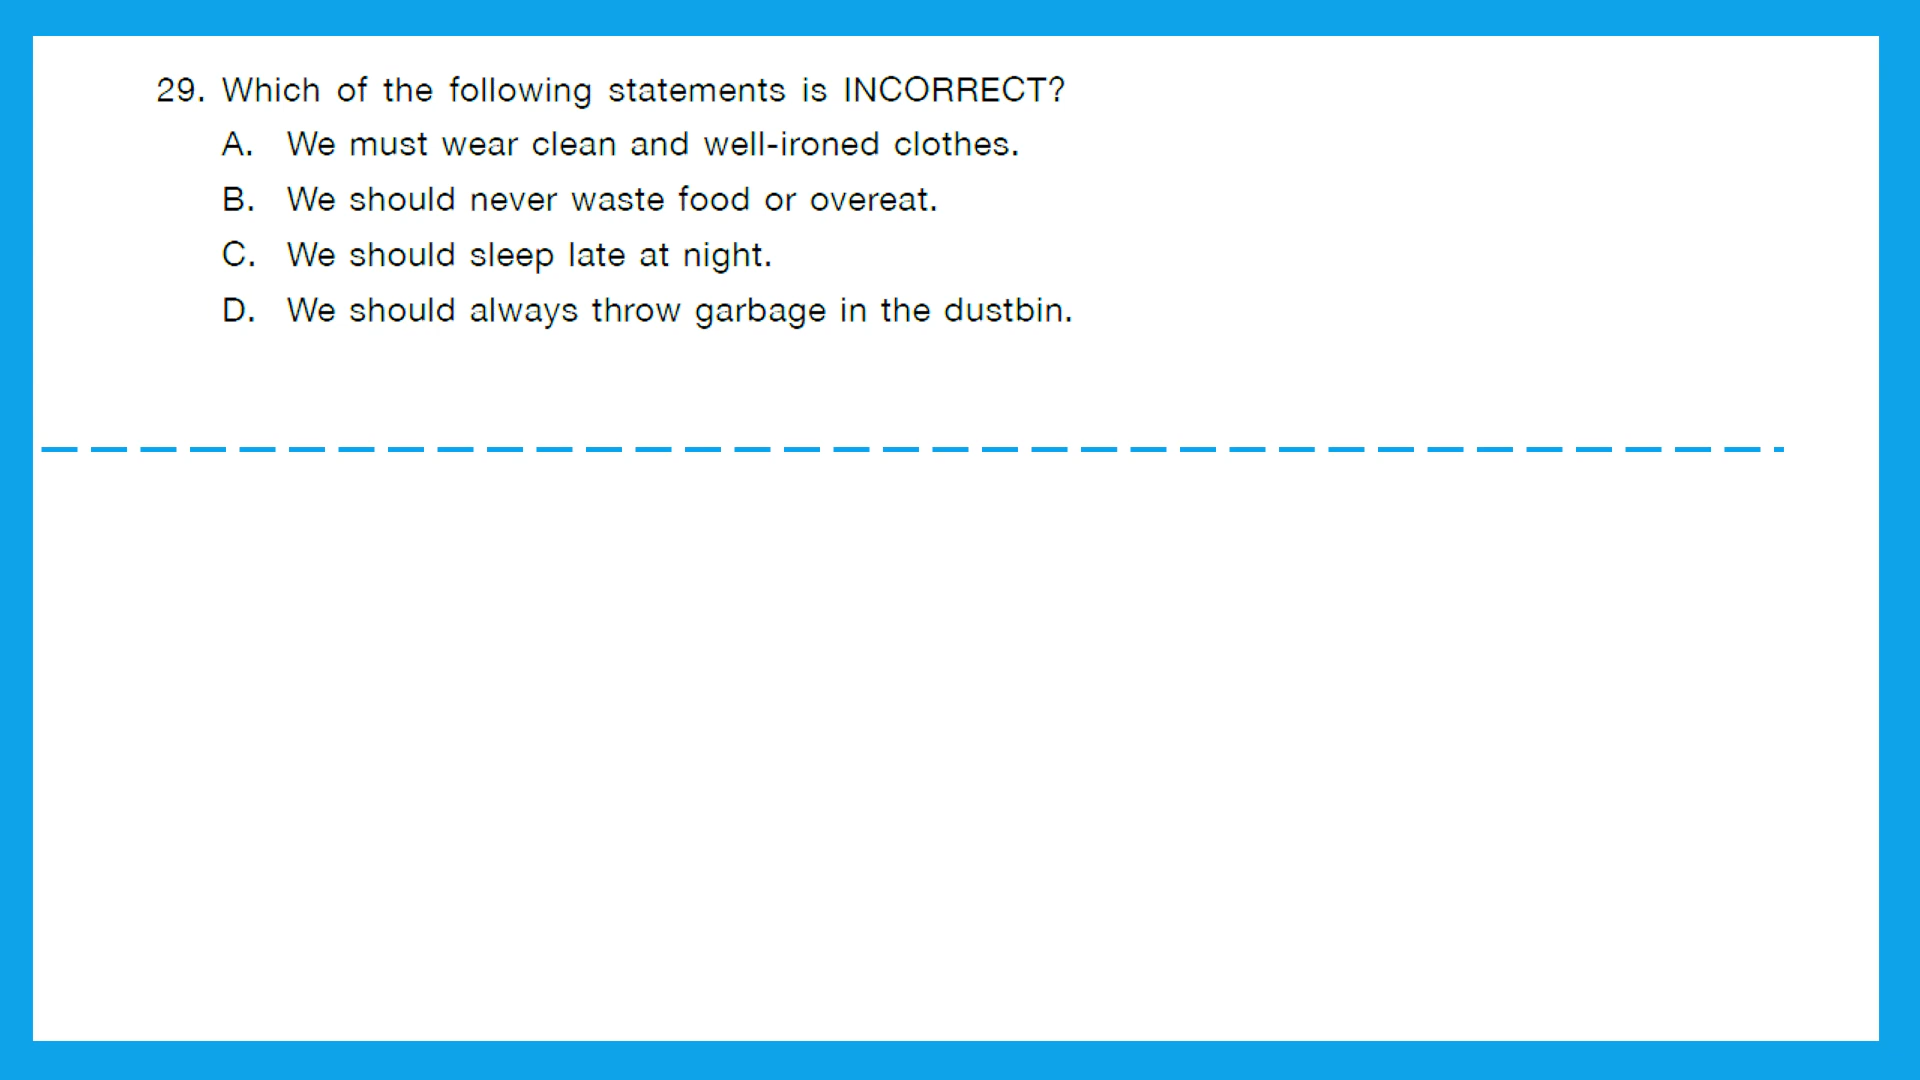 29. Which of the following statements is INCORRECT?
A. We must wear clean and well-ironed clothes.
B. We should never waste food or overeat.
C. We should sleep late at night.
D. We should always throw garbage in the dustbin.